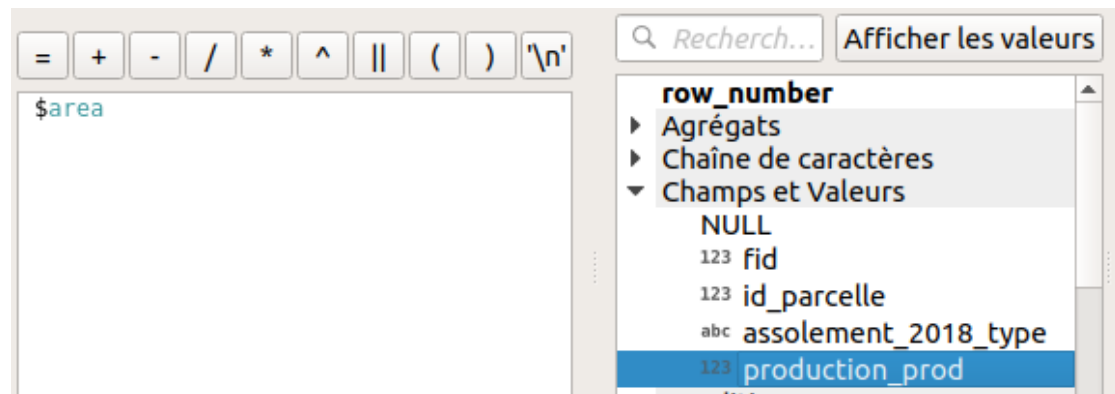 = + - / * ^ || ( ) '\n'
$area
Recherch... Afficher les valeurs
row_number
Agrégats
Chaîne de caractères
Champs et Valeurs
NULL
123 fid
123 id_parcelle
abc assolement_2018_type
123 production_prod